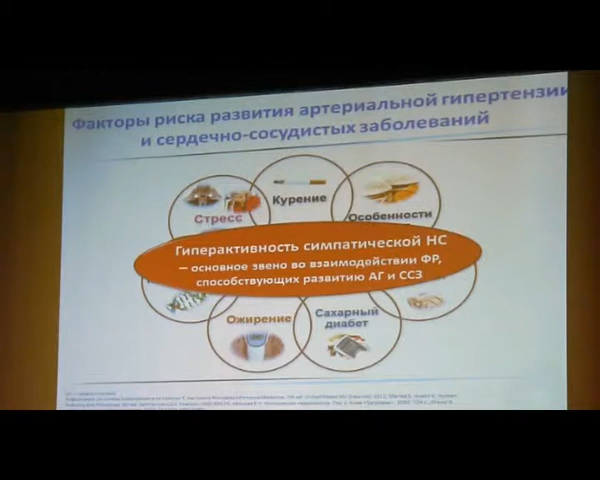 Факторы риска развития артериальной гипертензии
и сердечно-сосудистых заболеваний
Курение
Стресс
Особенности
Гиперактивность симпатической НС
– основное звено во взаимодействии ФР,
способствующих развитию АГ и ССЗ
Ожирение
Сахарный
диабет